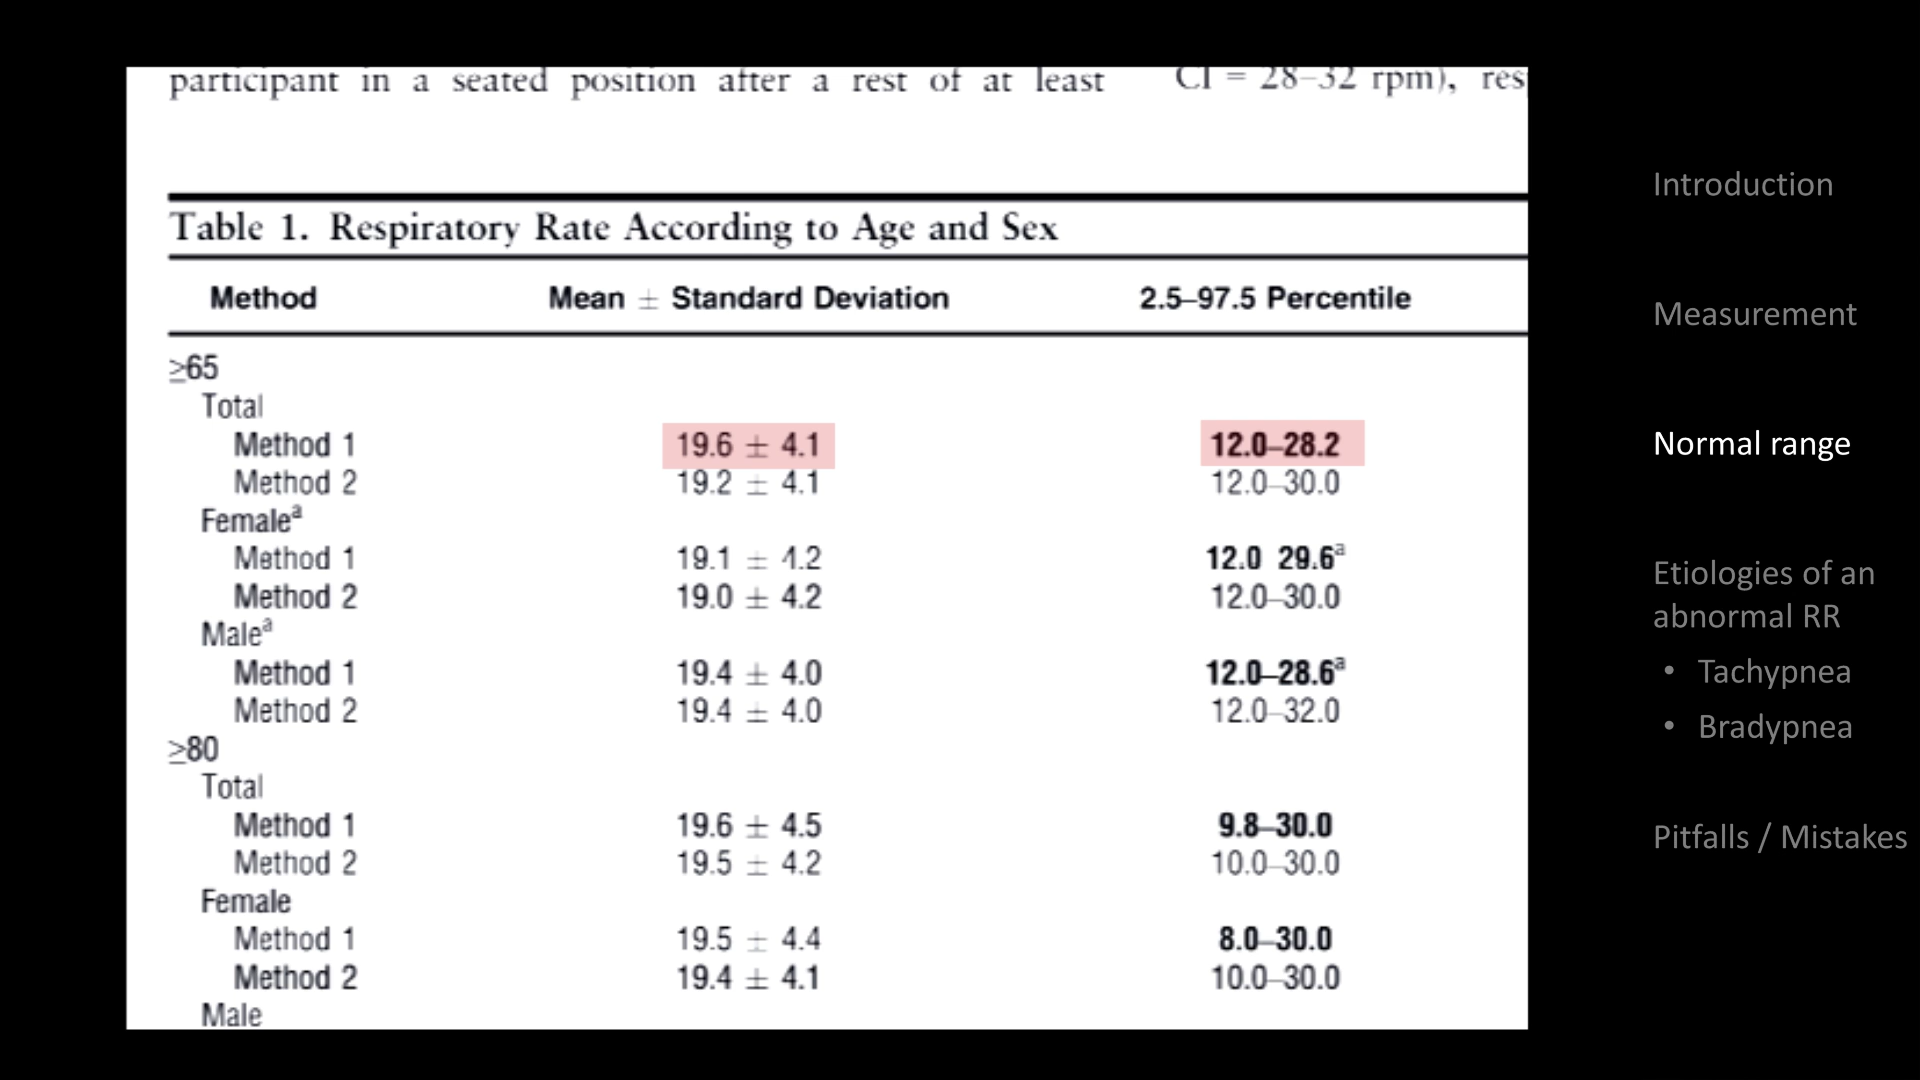 participant in a seated position after a rest of at least CI = 28–32 rpm), res
Table 1. Respiratory Rate According to Age and Sex
Method Mean ± Standard Deviation 2.5–97.5 Percentile
≥65
Total
Method 1 19.6 ± 4.1 12.0–28.2
Method 2 19.2 ± 4.1 12.0–30.0
Femaleᵃ
Method 1 19.1 ± 4.2 12.0 29.6ᵃ
Method 2 19.0 ± 4.2 12.0–30.0
Maleᵃ
Method 1 19.4 ± 4.0 12.0–28.6ᵃ
Method 2 19.4 ± 4.0 12.0–32.0
≥80
Total
Method 1 19.6 ± 4.5 9.8–30.0
Method 2 19.5 ± 4.2 10.0–30.0
Female
Method 1 19.5 ± 4.4 8.0–30.0
Method 2 19.4 ± 4.1 10.0–30.0
Male
Introduction
Measurement
Normal range
Etiologies of an
abnormal RR
• Tachypnea
• Bradypnea
Pitfalls / Mistakes